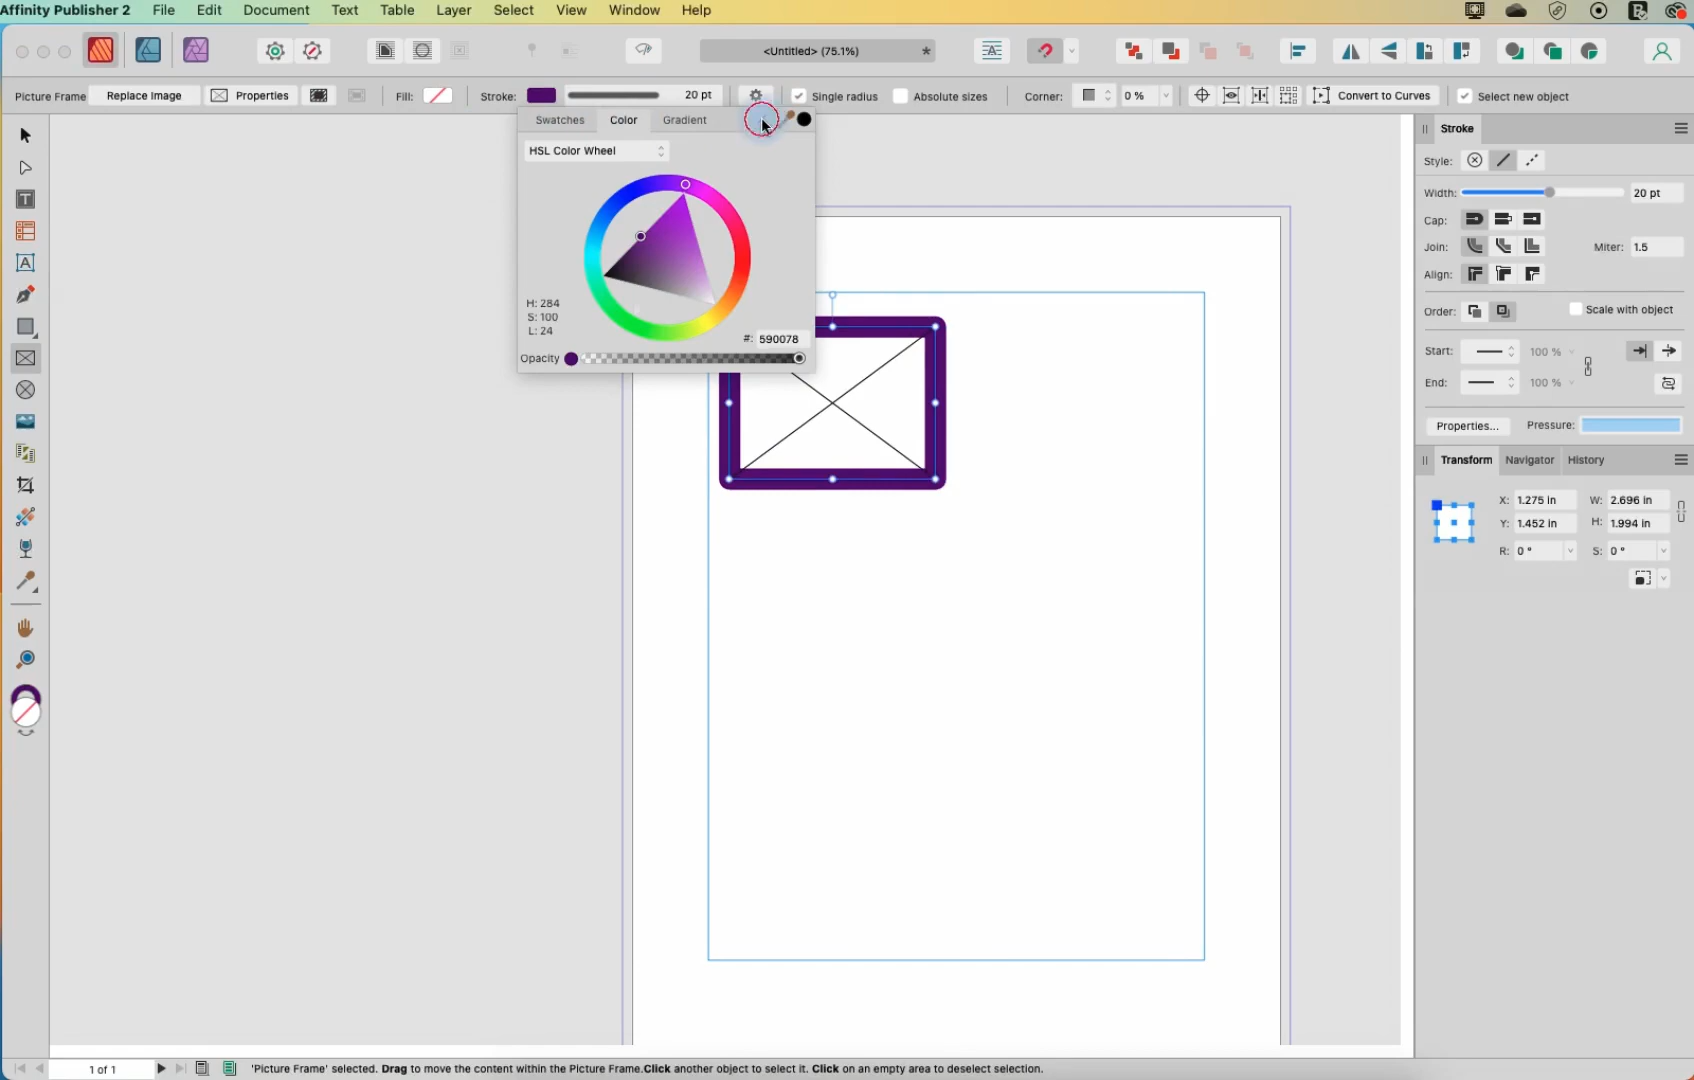 Affinity Publisher 2 File Edit Document Text Table Layer Select View Window Help
<Untitled> (75.1%) *
Picture Frame Replace Image Properties Fill: Stroke: 20 pt Single radius Absolute sizes Corner: 0 % Convert to Curves Select new object
Swatches Color Gradient
HSL Color Wheel
H: 284
S: 100
L: 24
#: 590078
Opacity
Stroke
Style:
Width: 20 pt
Cap:
Join: Miter: 1.5
Align:
Order: Scale with object
Start: 100 %
End: 100 %
Properties... Pressure:
Transform Navigator History
X: 1.275 in W: 2.696 in
Y: 1.452 in H: 1.994 in
R: 0 ° S: 0 °
1 of 1 'Picture Frame' selected. Drag to move the content within the Picture Frame.Click another object to select it. Click on an empty area to deselect selection.